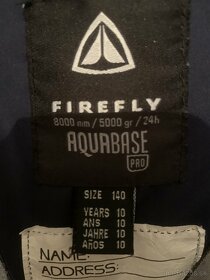 FIREFLY
8000 mm / 5000 gr / 24h
AQUABASE
PRO
SIZE 140
YEARS 10
ANS 10
JAHRE 10
AÑOS 10
NAME:
ADDRESS: